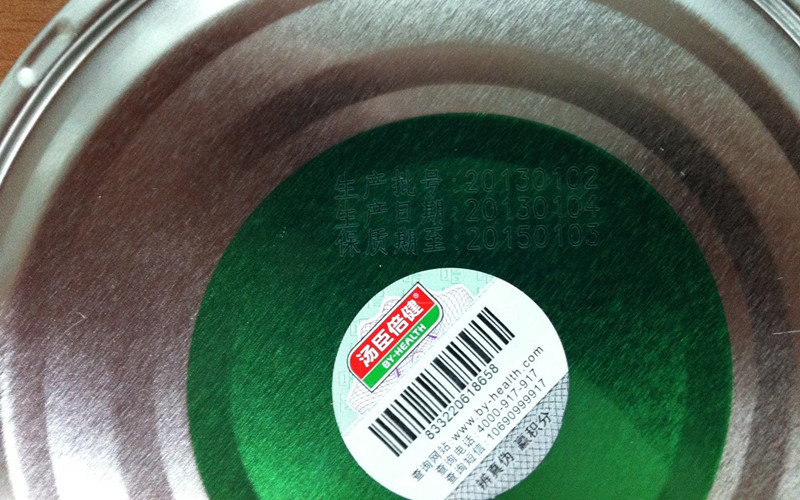 生产批号:20130102
生产日期:20130104
保质期至:20150103
汤臣倍健®
BY-HEALTH
833220618658
查询网站:www.by-health.com
查询电话:4000-917-917
查询短信:10690999917
辨真伪 赢积分